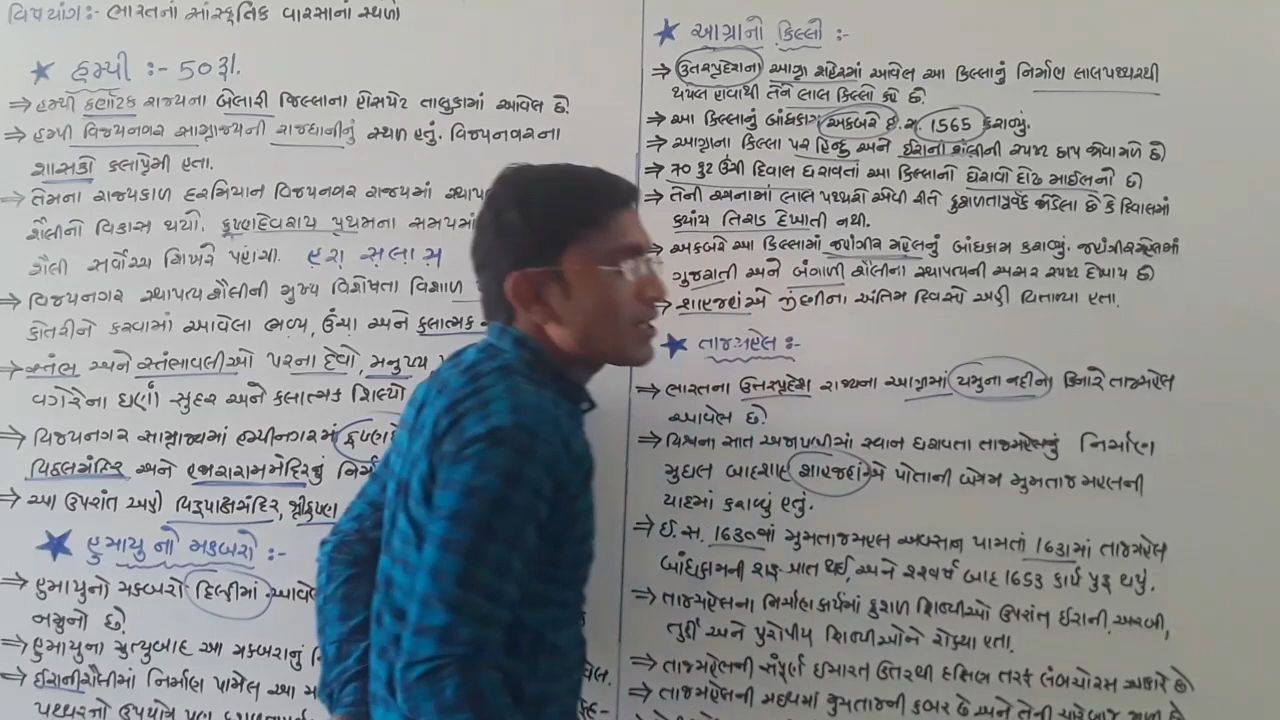 વિષયાંગ:- ભારતનાં સાંસ્કૃતિક વારસાનાં સ્થળો
★ હમ્પી :- 50રૂ.
⇒ હમ્પી કર્ણાટક રાજ્યના બેલારી જિલ્લાના હોસપેટ તાલુકામાં આવેલ છે.
⇒ હમ્પી વિજયનગર સામ્રાજ્યની રાજધાનીનું સ્થળ હતું. વિજયનગરના
શાસકો કલાપ્રેમી હતા.
⇒ તેમના રાજ્યકાળ દરમિયાન વિજયનગર રાજ્યમાં સ્થાપ
શૈલીનો વિકાસ થયો. કૃષ્ણદેવરાય પ્રથમના સમયમાં
શૈલી સર્વોચ્ચ શિખરે પહોંચી.
⇒ વિજયનગર સ્થાપત્ય શૈલીની મુખ્ય વિશેષતા વિશાળ
કોતરીને કરવામાં આવેલા ભવ્ય, ઉંચા અને કલાત્મક
⇒ સ્તંભ અને સ્તંભાવલીઓ પરના દેવો, મનુષ્ય
વગેરેના ઘણાં સુંદર અને કલાત્મક શિલ્પો
⇒ વિજયનગર સામ્રાજ્યમાં હમ્પીનગરમાં કૃષ્ણદે
વિઠ્ઠલમંદિર અને હજારારામમંદિરનું નિર્મા
⇒ આ ઉપરાંત અહીં વિરૂપાક્ષમંદિર, શ્રીકૃષ્ણ
★ હુમાયુનો મકબરો :-
⇒ હુમાયુનો મકબરો દિલ્હીમાં આવેલ
નમુનો છે.
⇒ હુમાયુના મૃત્યુબાદ આ મકબરાનું નિ
⇒ ઈરાનીશૈલીમાં નિર્માણ પામેલ આ મ
પથ્થરનો ઉપયોગ પણ
★ આગ્રાનો કિલ્લો :-
⇒ ઉત્તરપ્રદેશના આગ્રા શહેરમાં આવેલ આ કિલ્લાનું નિર્માણ લાલપથ્થરથી
થયેલ હોવાથી તેને લાલ કિલ્લો કહે છે.
⇒ આ કિલ્લાનું બાંધકામ અકબરે ઈ.સ. 1565 કરાવ્યું.
⇒ આગ્રાના કિલ્લા પર હિન્દુ અને ઈરાની શૈલીની સ્પષ્ટ છાપ જોવા મળે છે
⇒ 70 ફુટ ઉંચી દિવાલ ધરાવતાં આ કિલ્લાનો ઘેરાવો દોઢ માઈલનો છે
⇒ તેની રચનામાં લાલ પથ્થરો એવી રીતે કુશળતાપૂર્વક જોડેલા છે કે દિવાલમાં
ક્યાંય તિરાડ દેખાતી નથી.
⇒ અકબરે આ કિલ્લામાં જહાંગીર મહેલનું બાંધકામ કરાવ્યું. જહાંગીરમહેલમાં
ગુજરાતી અને બંગાળી શૈલીના સ્થાપત્યની અસર સ્પષ્ટ દેખાય છે
⇒ શાહજહાંએ જીંદગીના અંતિમ દિવસો અહીં વિતાવ્યા હતા.
★ તાજમહેલ :-
⇒ ભારતના ઉત્તરપ્રદેશ રાજ્યના આગ્રામાં યમુના નદીના કિનારે તાજમહેલ
આવેલ છે.
⇒ વિશ્વના સાત અજાયબીમાં સ્થાન ધરાવતા તાજમહેલનું નિર્માણ
મુઘલ બાદશાહ શાહજહાંએ પોતાની બેગમ મુમતાજ મહલની
યાદમાં કરાવ્યું હતું.
⇒ ઈ.સ. 1630માં મુમતાજમહલ અવસાન પામતાં 1631માં તાજમહેલ
બાંધકામની શરૂઆત થઈ, અને ૨૨વર્ષ બાદ 1653 કાર્ય પુરૂ થયું.
⇒ તાજમહેલના નિર્માણ કાર્યમાં કુશળ શિલ્પીઓ ઉપરાંત ઈરાની, અરબી,
તુર્કી અને યુરોપીય શિલ્પીઓને રોક્યા હતા.
⇒ તાજમહેલની સંપૂર્ણ ઈમારત ઉત્તરથી દક્ષિણ તરફ લંબચોરસ આકારે છે
⇒ તાજમહેલની મધ્યમાં મુમતાજની કબર છે અને તેની